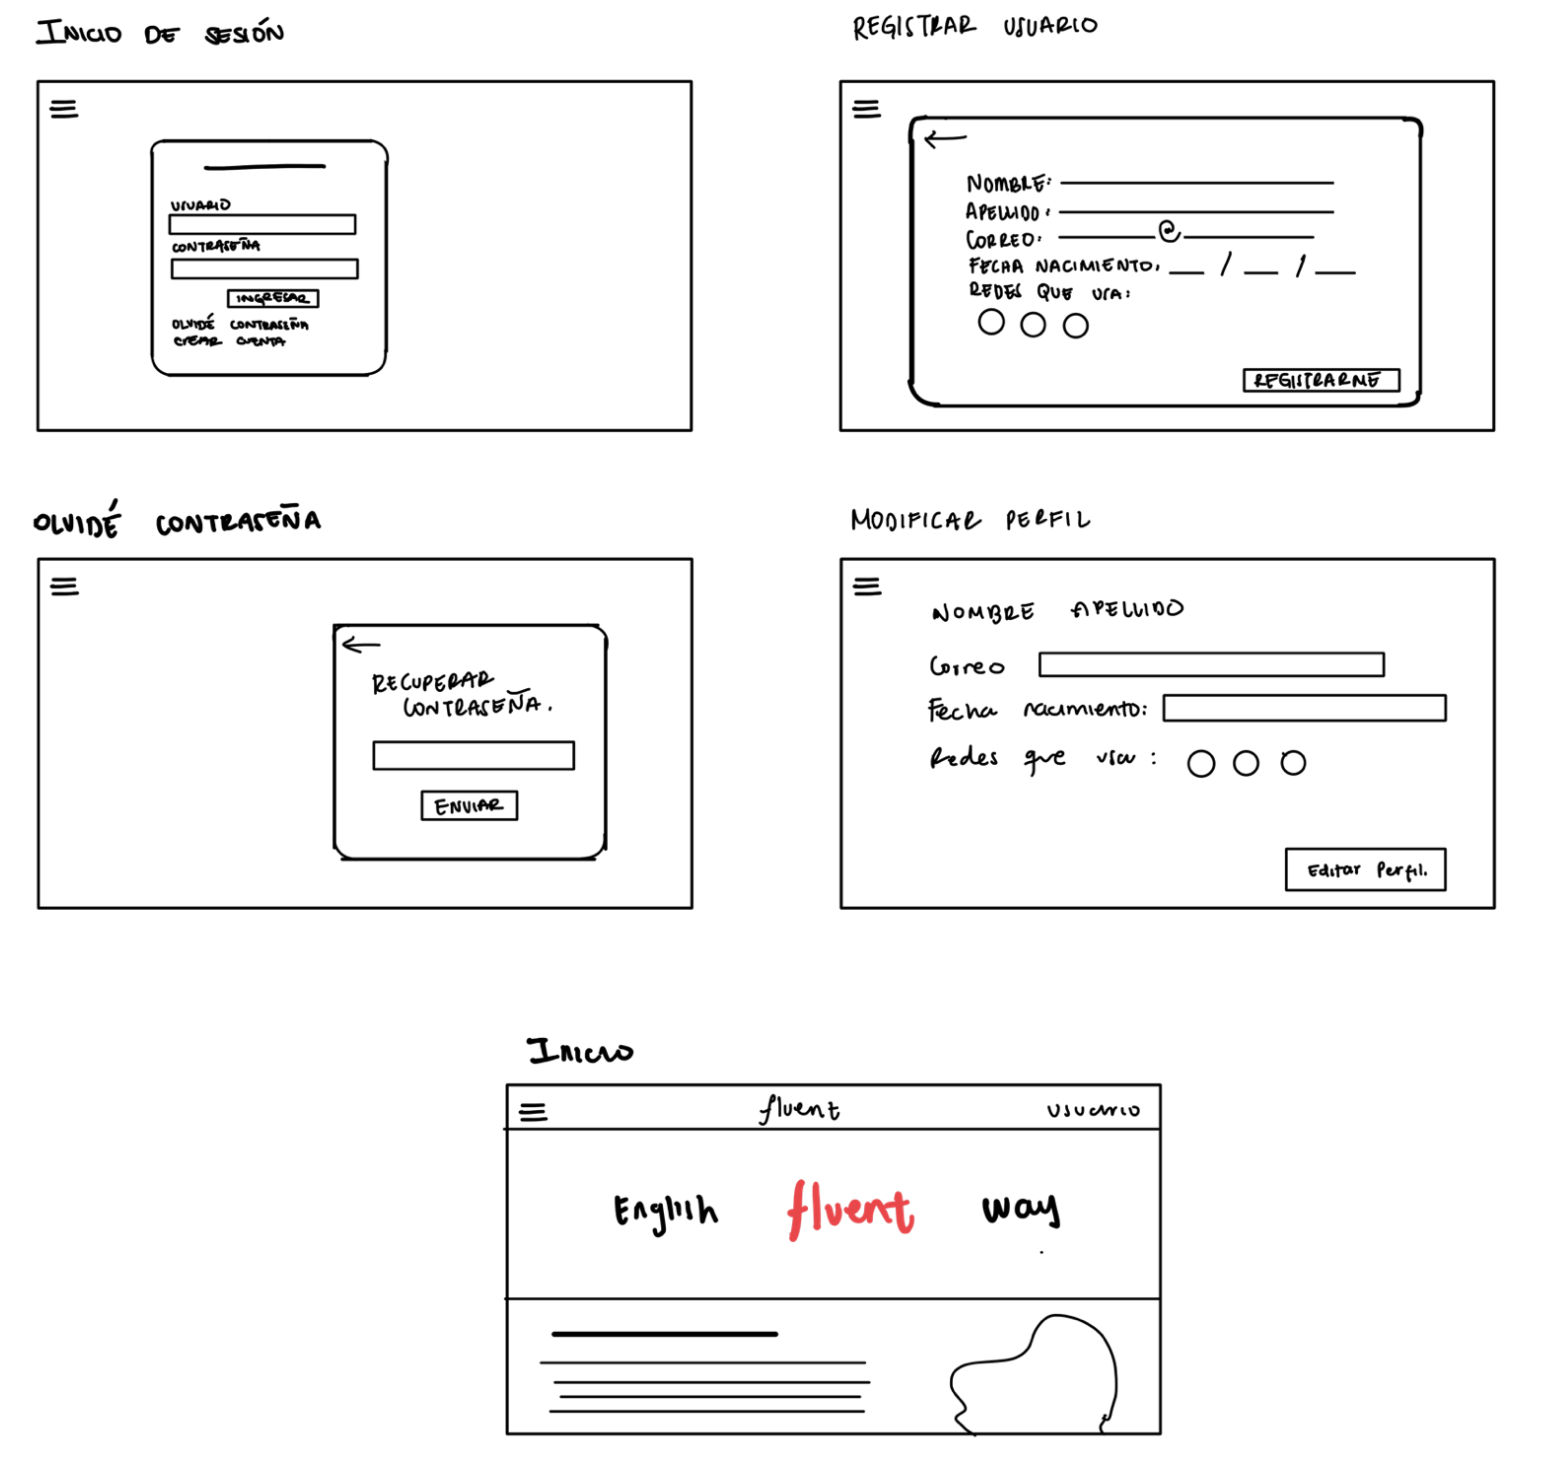 INICIO DE SESIÓN
USUARIO
CONTRASEÑA
INGRESAR
OLVIDÉ CONTRASEÑA
CREAR CUENTA
REGISTRAR USUARIO
←
NOMBRE:
APELLIDO:
CORREO: @
FECHA NACIMIENTO: / /
REDES QUE USA:
REGISTRARME
OLVIDÉ CONTRASEÑA
←
RECUPERAR
CONTRASEÑA.
ENVIAR
MODIFICAR PERFIL
NOMBRE APELLIDO
Correo
Fecha nacimiento:
Redes que usa:
Editar Perfil.
Inicio
fluent usuario
English fluent way